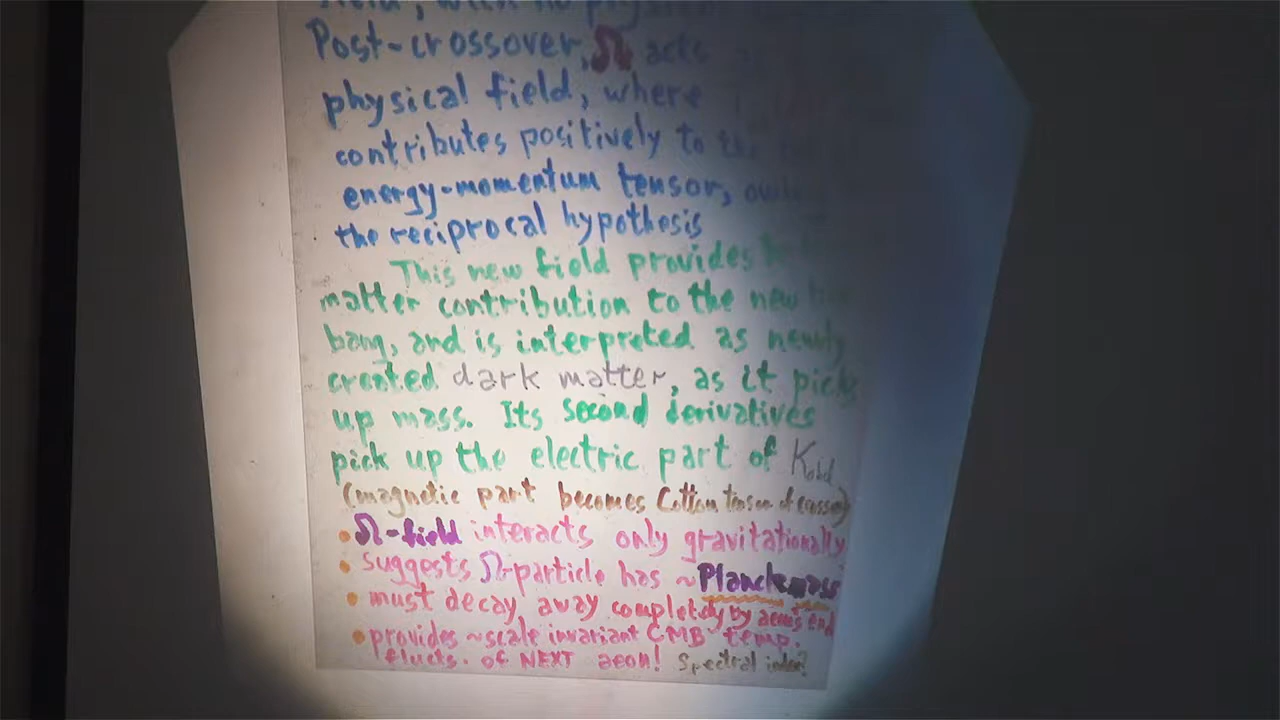 Post-crossover, Ω acts
physical field, where
contributes positively to the
energy-momentum tensor,
the reciprocal hypothesis
This new field provides
matter contribution to the new
bang, and is interpreted as newly
created dark matter, as it picks
up mass. Its second derivatives
pick up the electric part of
(magnetic part becomes Cotton tensor of crossover)
• Ω-field interacts only gravitationally
• suggests Ω-particle has ~Planck mass
• must decay away completely by aeon's end
• provides ~scale invariant CMB temp.
flucts. of NEXT aeon! Spectral index?